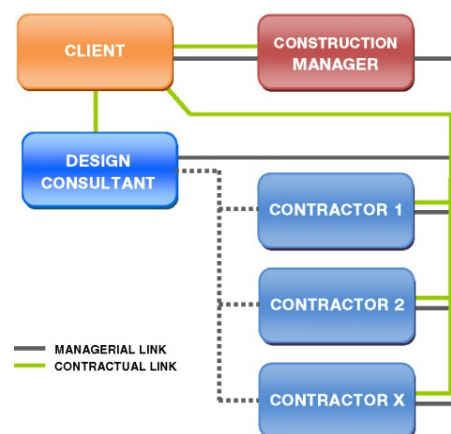 CLIENT
CONSTRUCTION
MANAGER
DESIGN
CONSULTANT
CONTRACTOR 1
CONTRACTOR 2
CONTRACTOR X
MANAGERIAL LINK
CONTRACTUAL LINK